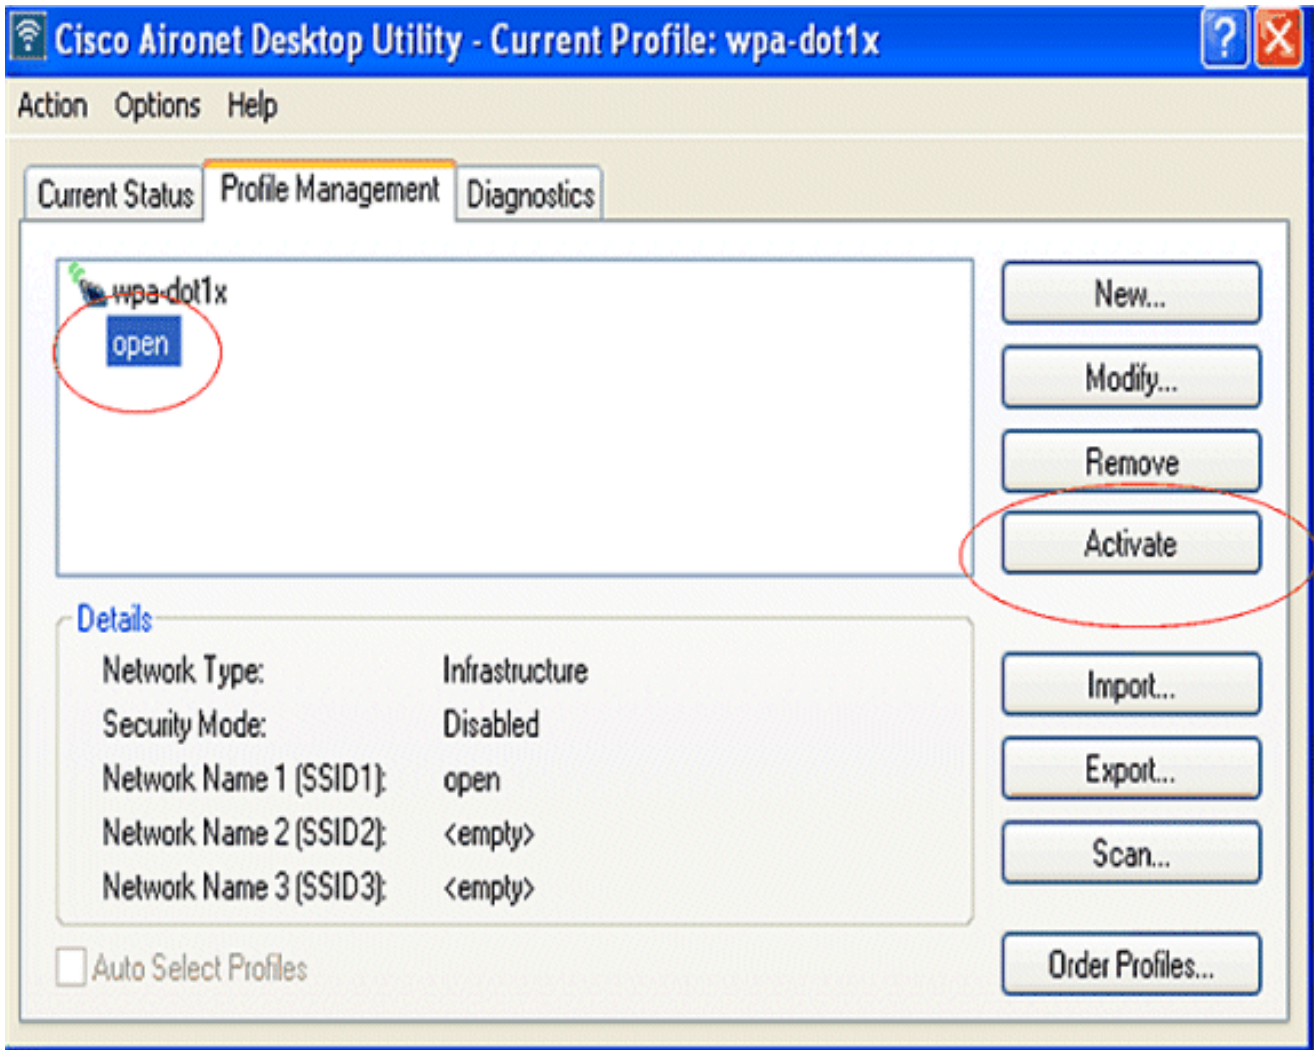 Cisco Aironet Desktop Utility - Current Profile: wpa-dot1x
?
Action Options Help
Current Status Profile Management Diagnostics
wpa-dot1x
open
New...
Modify...
Remove
Activate
Details
Network Type: Infrastructure
Security Mode: Disabled
Network Name 1 (SSID1): open
Network Name 2 (SSID2): <empty>
Network Name 3 (SSID3): <empty>
Import...
Export...
Scan...
Auto Select Profiles
Order Profiles...